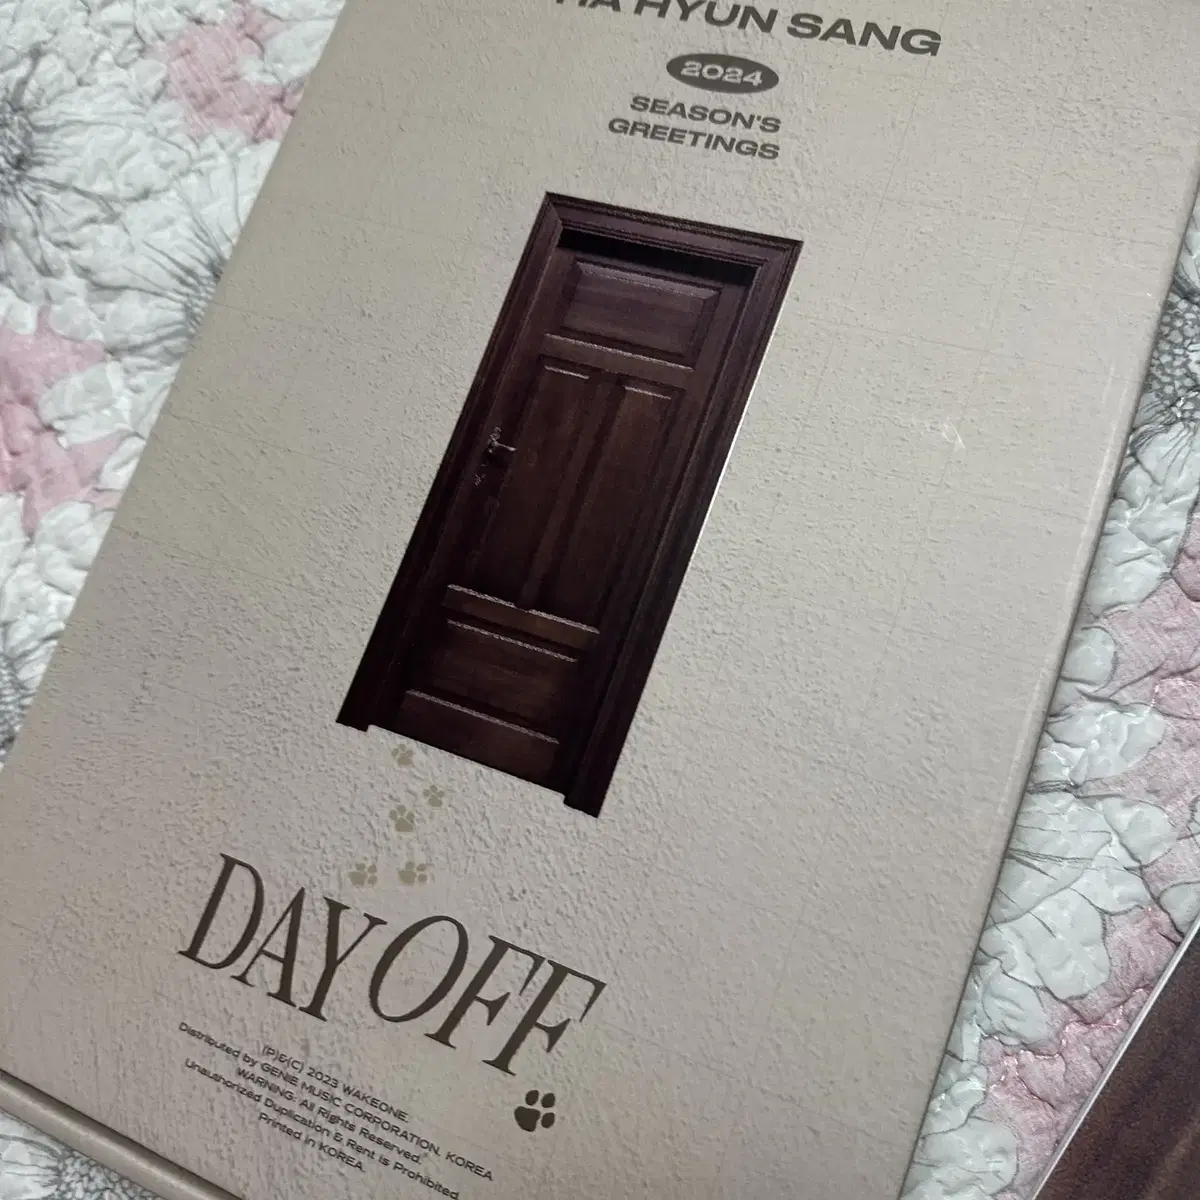 HA HYUN SANG
2024
SEASON'S
GREETINGS
DAY OFF
(P)&(C) 2023 WAKEONE.
Distributed by GENIE MUSIC CORPORATION, KOREA
WARNING: All Rights Reserved.
Unauthorized Duplication & Rent is Prohibited
Printed in KOREA